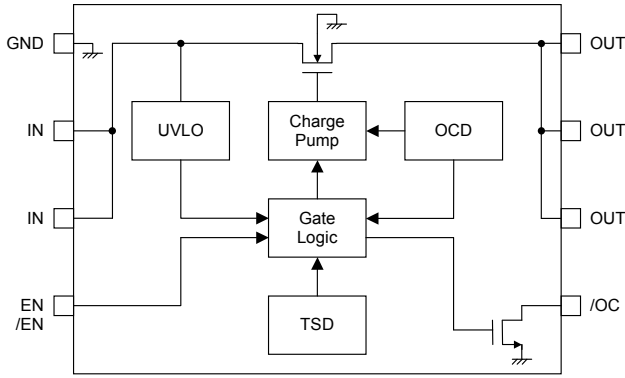 GND
OUT
IN
UVLO
Charge
Pump
OCD
OUT
IN
Gate
Logic
OUT
EN
/EN
TSD
/OC